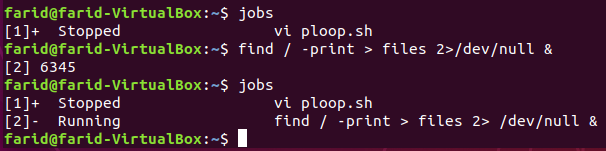 farid@farid-VirtualBox:~$ jobs
[1]+  Stopped                 vi ploop.sh
farid@farid-VirtualBox:~$ find / -print > files 2>/dev/null &
[2] 6345
farid@farid-VirtualBox:~$ jobs
[1]+  Stopped                 vi ploop.sh
[2]-  Running                 find / -print > files 2> /dev/null &
farid@farid-VirtualBox:~$